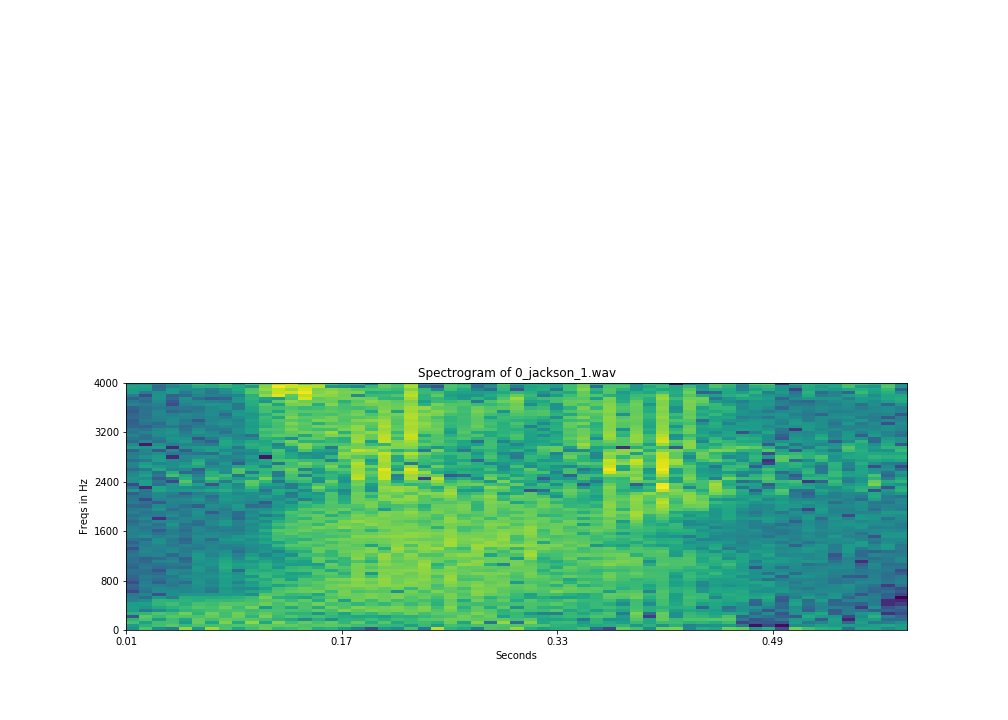 Spectrogram of 0_jackson_1.wav
4000
3200
2400
1600
800
0
Freqs in Hz
0.01 0.17 0.33 0.49
Seconds